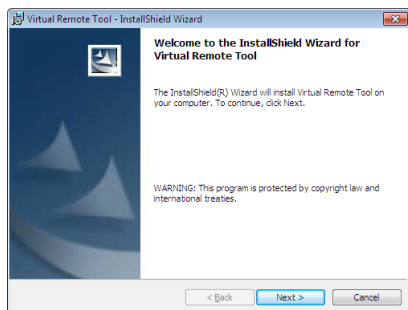 Virtual Remote Tool - InstallShield Wizard
Welcome to the InstallShield Wizard for
Virtual Remote Tool
The InstallShield(R) Wizard will install Virtual Remote Tool on
your computer. To continue, click Next.
WARNING: This program is protected by copyright law and
international treaties.
< Back
Next >
Cancel